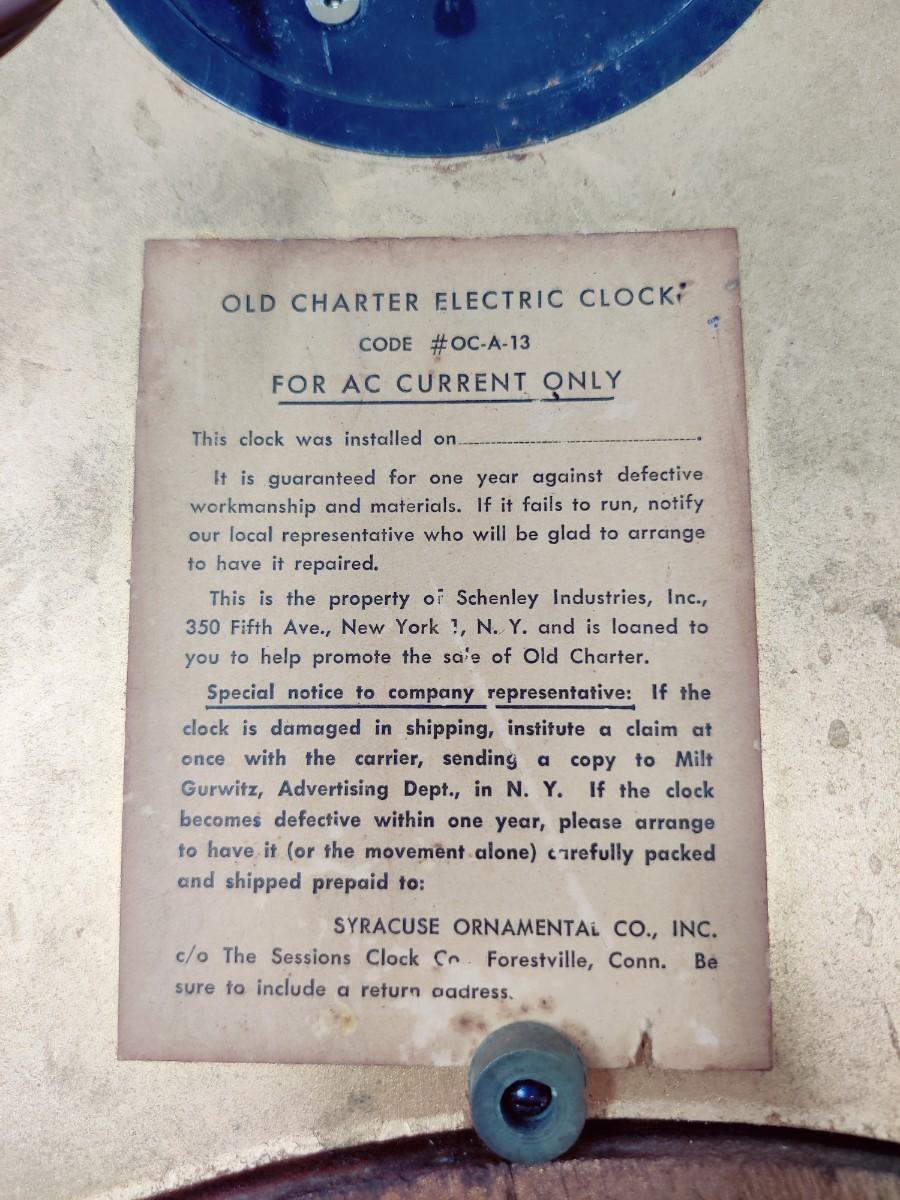 OLD CHARTER ELECTRIC CLOCK
CODE #OC-A-13
FOR AC CURRENT ONLY
This clock was installed on
It is guaranteed for one year against defective
workmanship and materials. If it fails to run, notify
our local representative who will be glad to arrange
to have it repaired.
This is the property of Schenley Industries, Inc.,
350 Fifth Ave., New York 1, N. Y. and is loaned to
you to help promote the sale of Old Charter.
Special notice to company representative: If the
clock is damaged in shipping, institute a claim at
once with the carrier, sending a copy to Milt
Gurwitz, Advertising Dept., in N. Y. If the clock
becomes defective within one year, please arrange
to have it (or the movement alone) carefully packed
and shipped prepaid to:
SYRACUSE ORNAMENTAL CO., INC.
c/o The Sessions Clock Co. Forestville, Conn. Be
sure to include a return address.